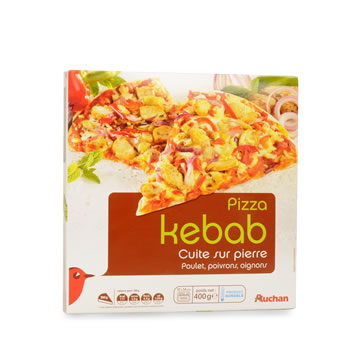 Pizza
kebab
Cuite sur pierre
Poulet, poivrons, oignons
400g e
Auchan